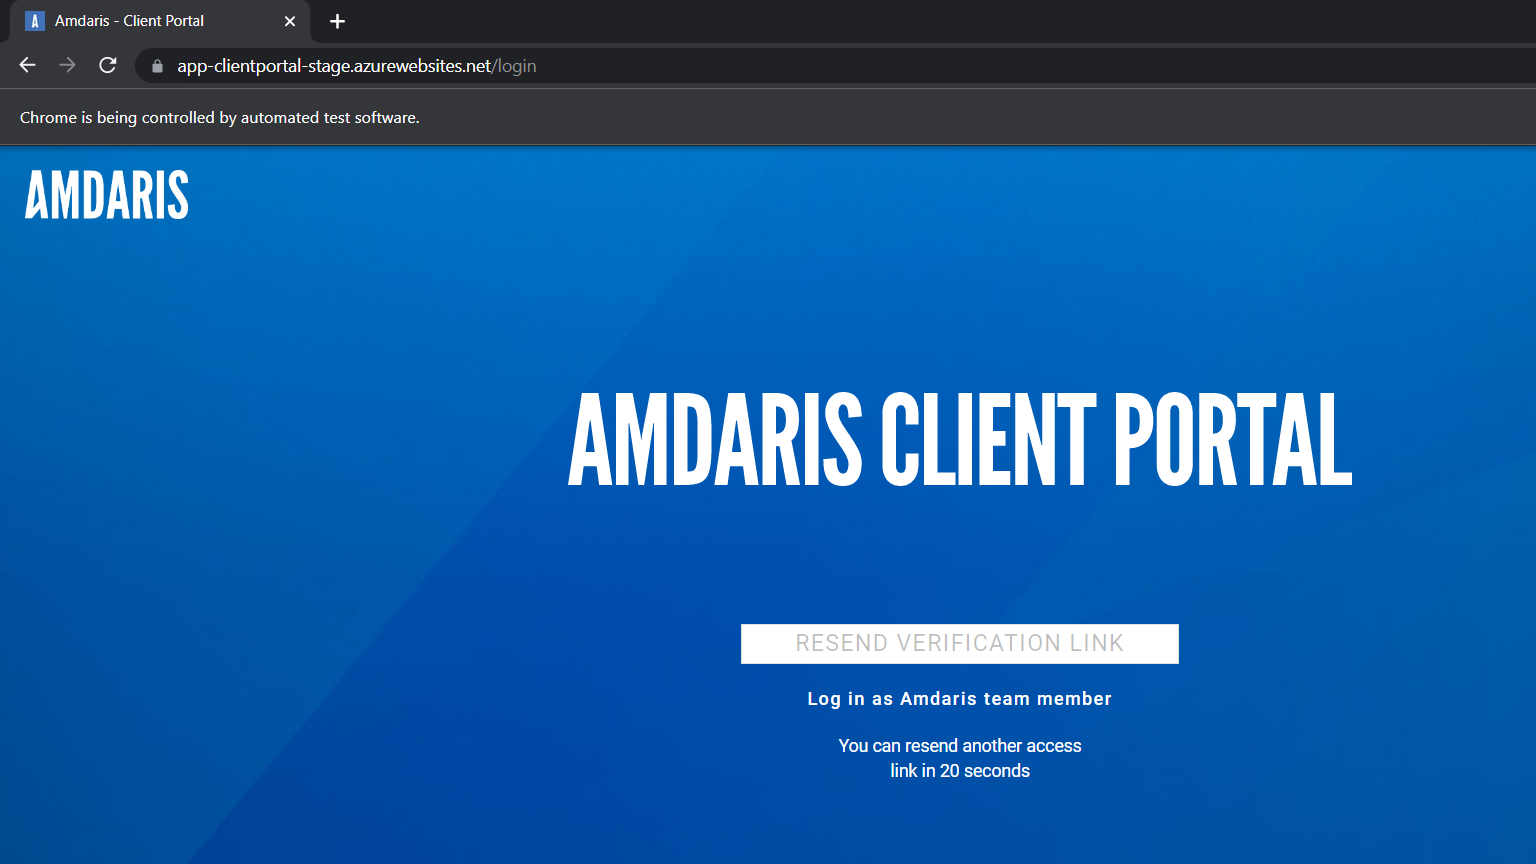 Amdaris - Client Portal
app-clientportal-stage.azurewebsites.net/login
Chrome is being controlled by automated test software.
AMDARIS
AMDARIS CLIENT PORTAL
RESEND VERIFICATION LINK
Log in as Amdaris team member
You can resend another access
link in 20 seconds